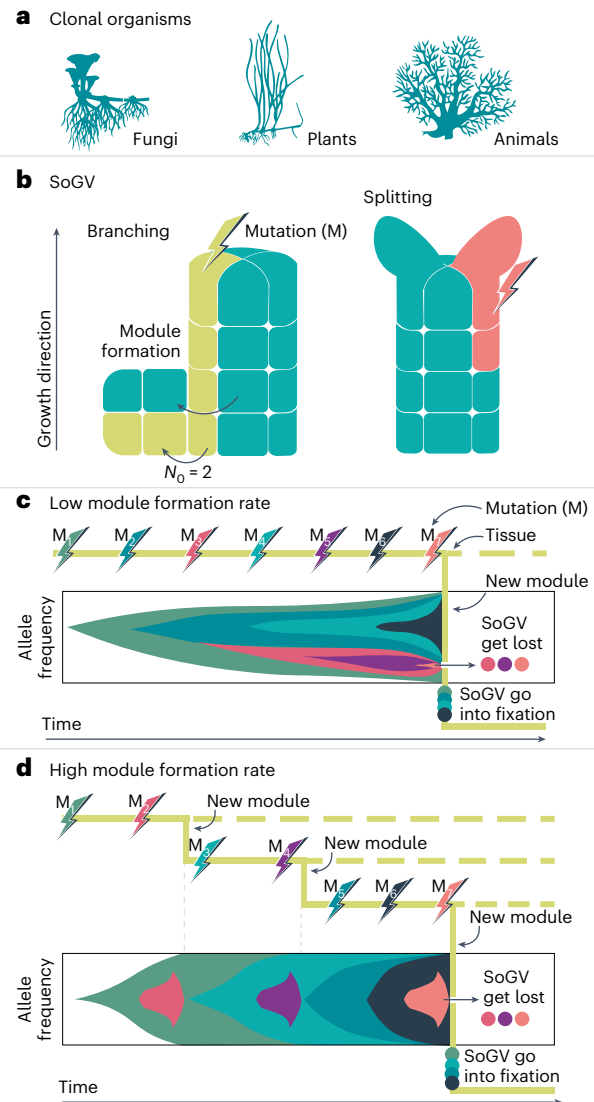 a Clonal organisms
Fungi
Plants
Animals
b SoGV
Splitting
Branching
Mutation (M)
Module
formation
Growth direction
N0 = 2
c Low module formation rate
Mutation (M)
M1 M2 M3 M4 M5 M6 M7
Tissue
New module
Allele
frequency
SoGV
get lost
SoGV go
into fixation
Time
d High module formation rate
M1 M2
New module
M3 M4
New module
M5 M6 M7
New module
Allele
frequency
SoGV
get lost
SoGV go
into fixation
Time